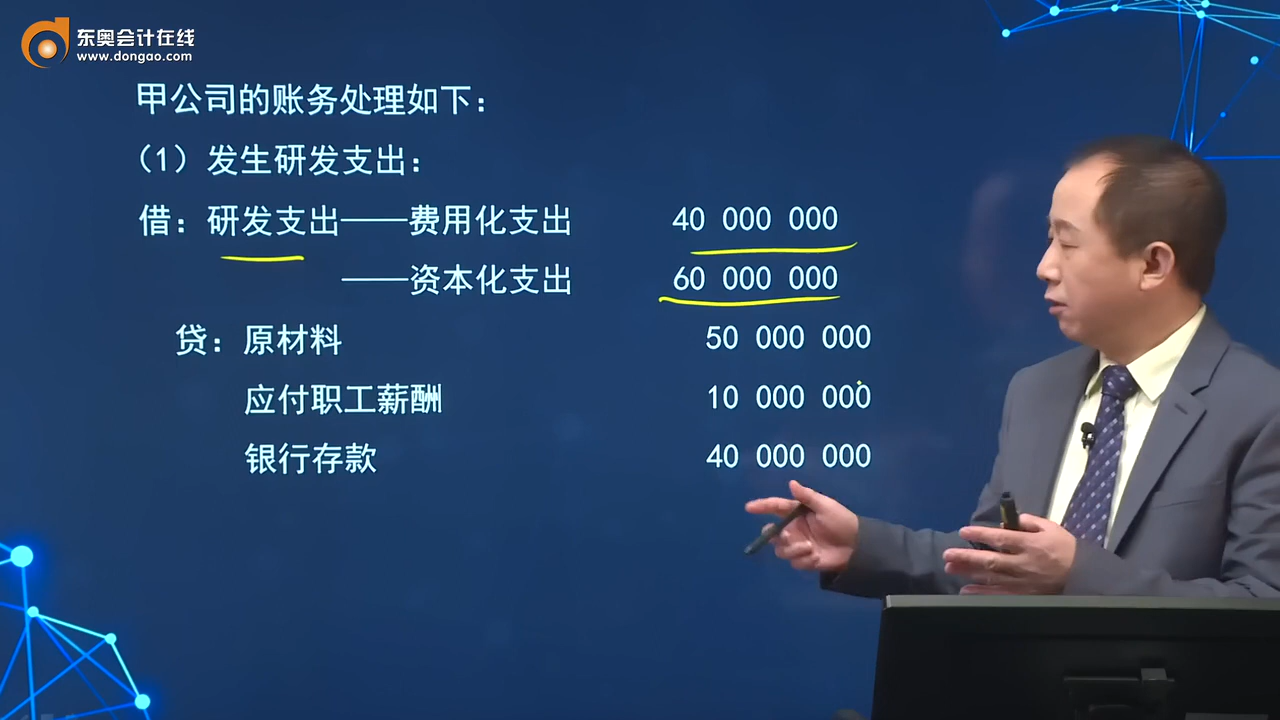 东奥会计在线
www.dongao.com
甲公司的账务处理如下：
（1）发生研发支出：
借：研发支出——费用化支出 40 000 000
——资本化支出 60 000 000
贷：原材料 50 000 000
应付职工薪酬 10 000 000
银行存款 40 000 000